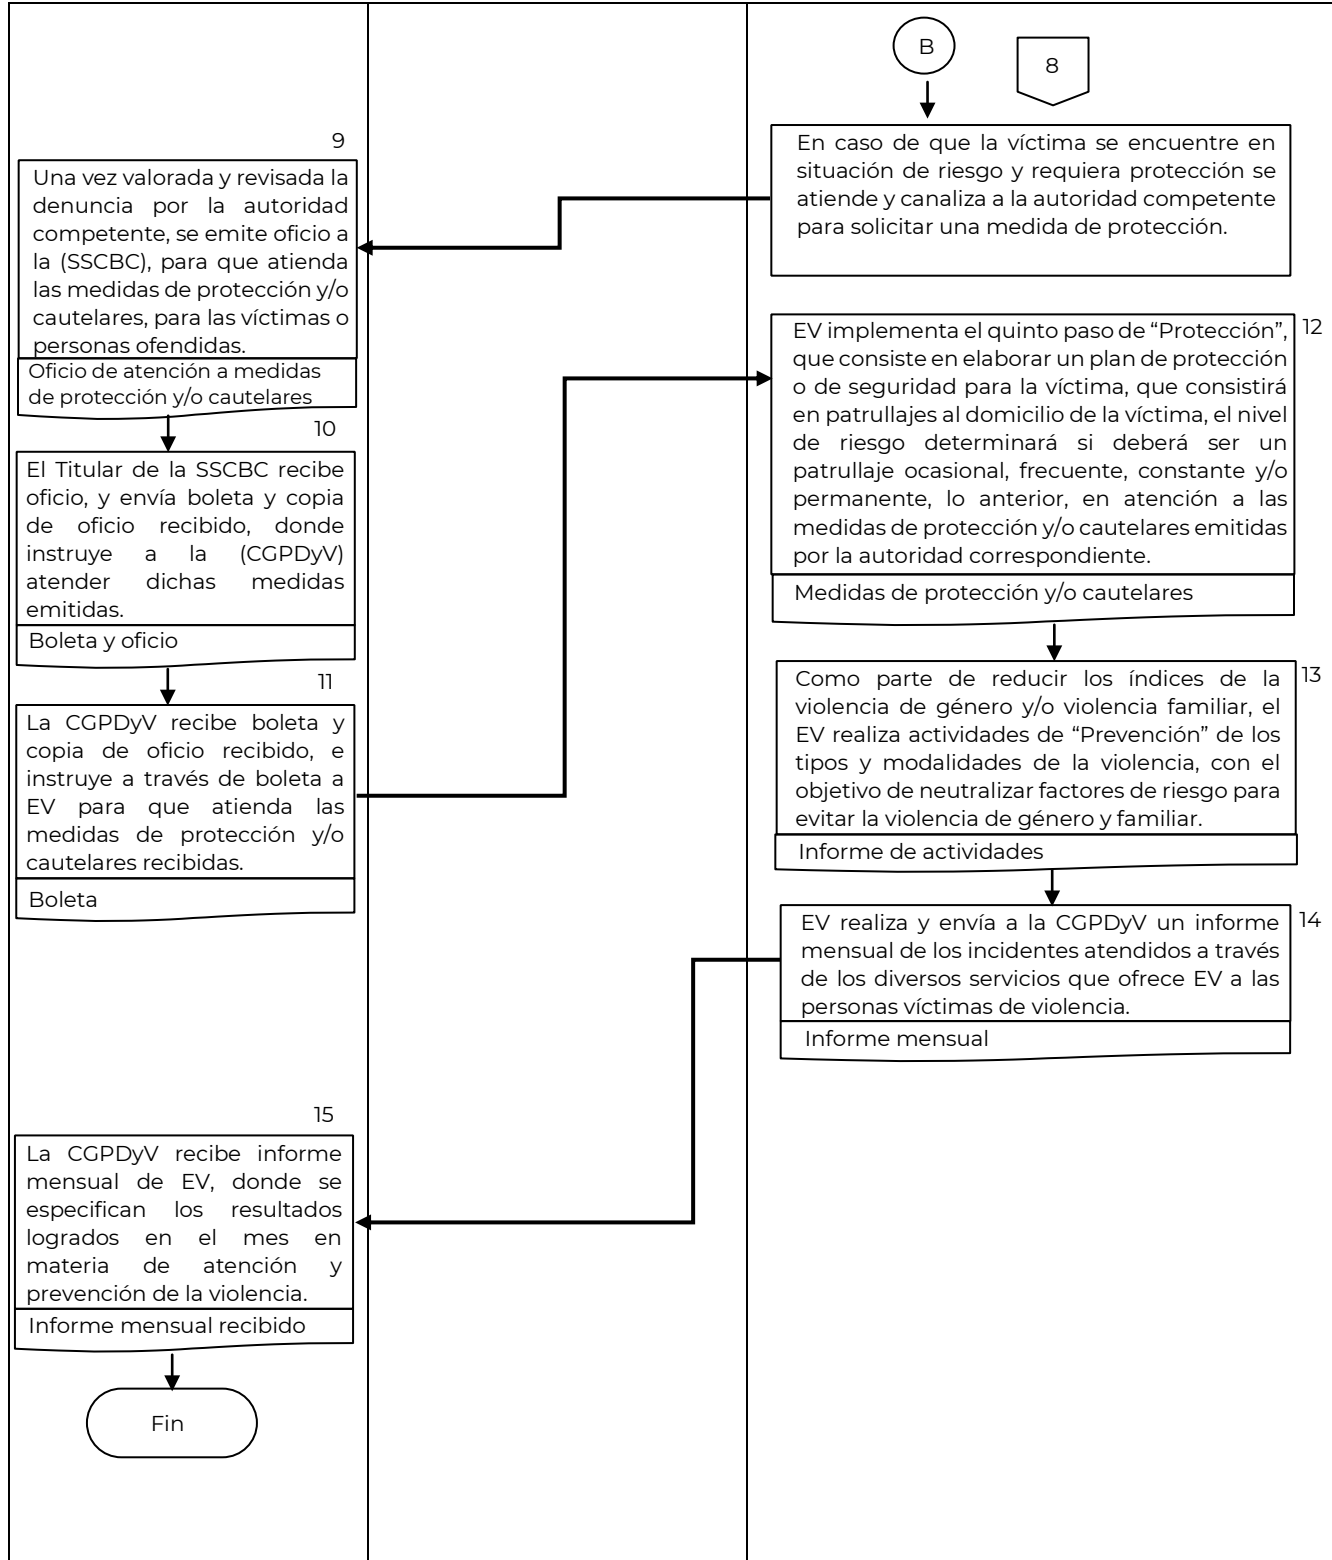 B
8
En caso de que la víctima se encuentre en
situación de riesgo y requiera protección se
atiende y canaliza a la autoridad competente
para solicitar una medida de protección.
9
Una vez valorada y revisada la
denuncia por la autoridad
competente, se emite oficio a
la (SSCBC), para que atienda
las medidas de protección y/o
cautelares, para las víctimas o
personas ofendidas.
Oficio de atención a medidas
de protección y/o cautelares
10
El Titular de la SSCBC recibe
oficio, y envía boleta y copia
de oficio recibido, donde
instruye a la (CGPDyV)
atender dichas medidas
emitidas.
Boleta y oficio
11
La CGPDyV recibe boleta y
copia de oficio recibido, e
instruye a través de boleta a
EV para que atienda las
medidas de protección y/o
cautelares recibidas.
Boleta
12
EV implementa el quinto paso de “Protección”,
que consiste en elaborar un plan de protección
o de seguridad para la víctima, que consistirá
en patrullajes al domicilio de la víctima, el nivel
de riesgo determinará si deberá ser un
patrullaje ocasional, frecuente, constante y/o
permanente, lo anterior, en atención a las
medidas de protección y/o cautelares emitidas
por la autoridad correspondiente.
Medidas de protección y/o cautelares
13
Como parte de reducir los índices de la
violencia de género y/o violencia familiar, el
EV realiza actividades de “Prevención” de los
tipos y modalidades de la violencia, con el
objetivo de neutralizar factores de riesgo para
evitar la violencia de género y familiar.
Informe de actividades
14
EV realiza y envía a la CGPDyV un informe
mensual de los incidentes atendidos a través
de los diversos servicios que ofrece EV a las
personas víctimas de violencia.
Informe mensual
15
La CGPDyV recibe informe
mensual de EV, donde se
especifican los resultados
logrados en el mes en
materia de atención y
prevención de la violencia.
Informe mensual recibido
Fin